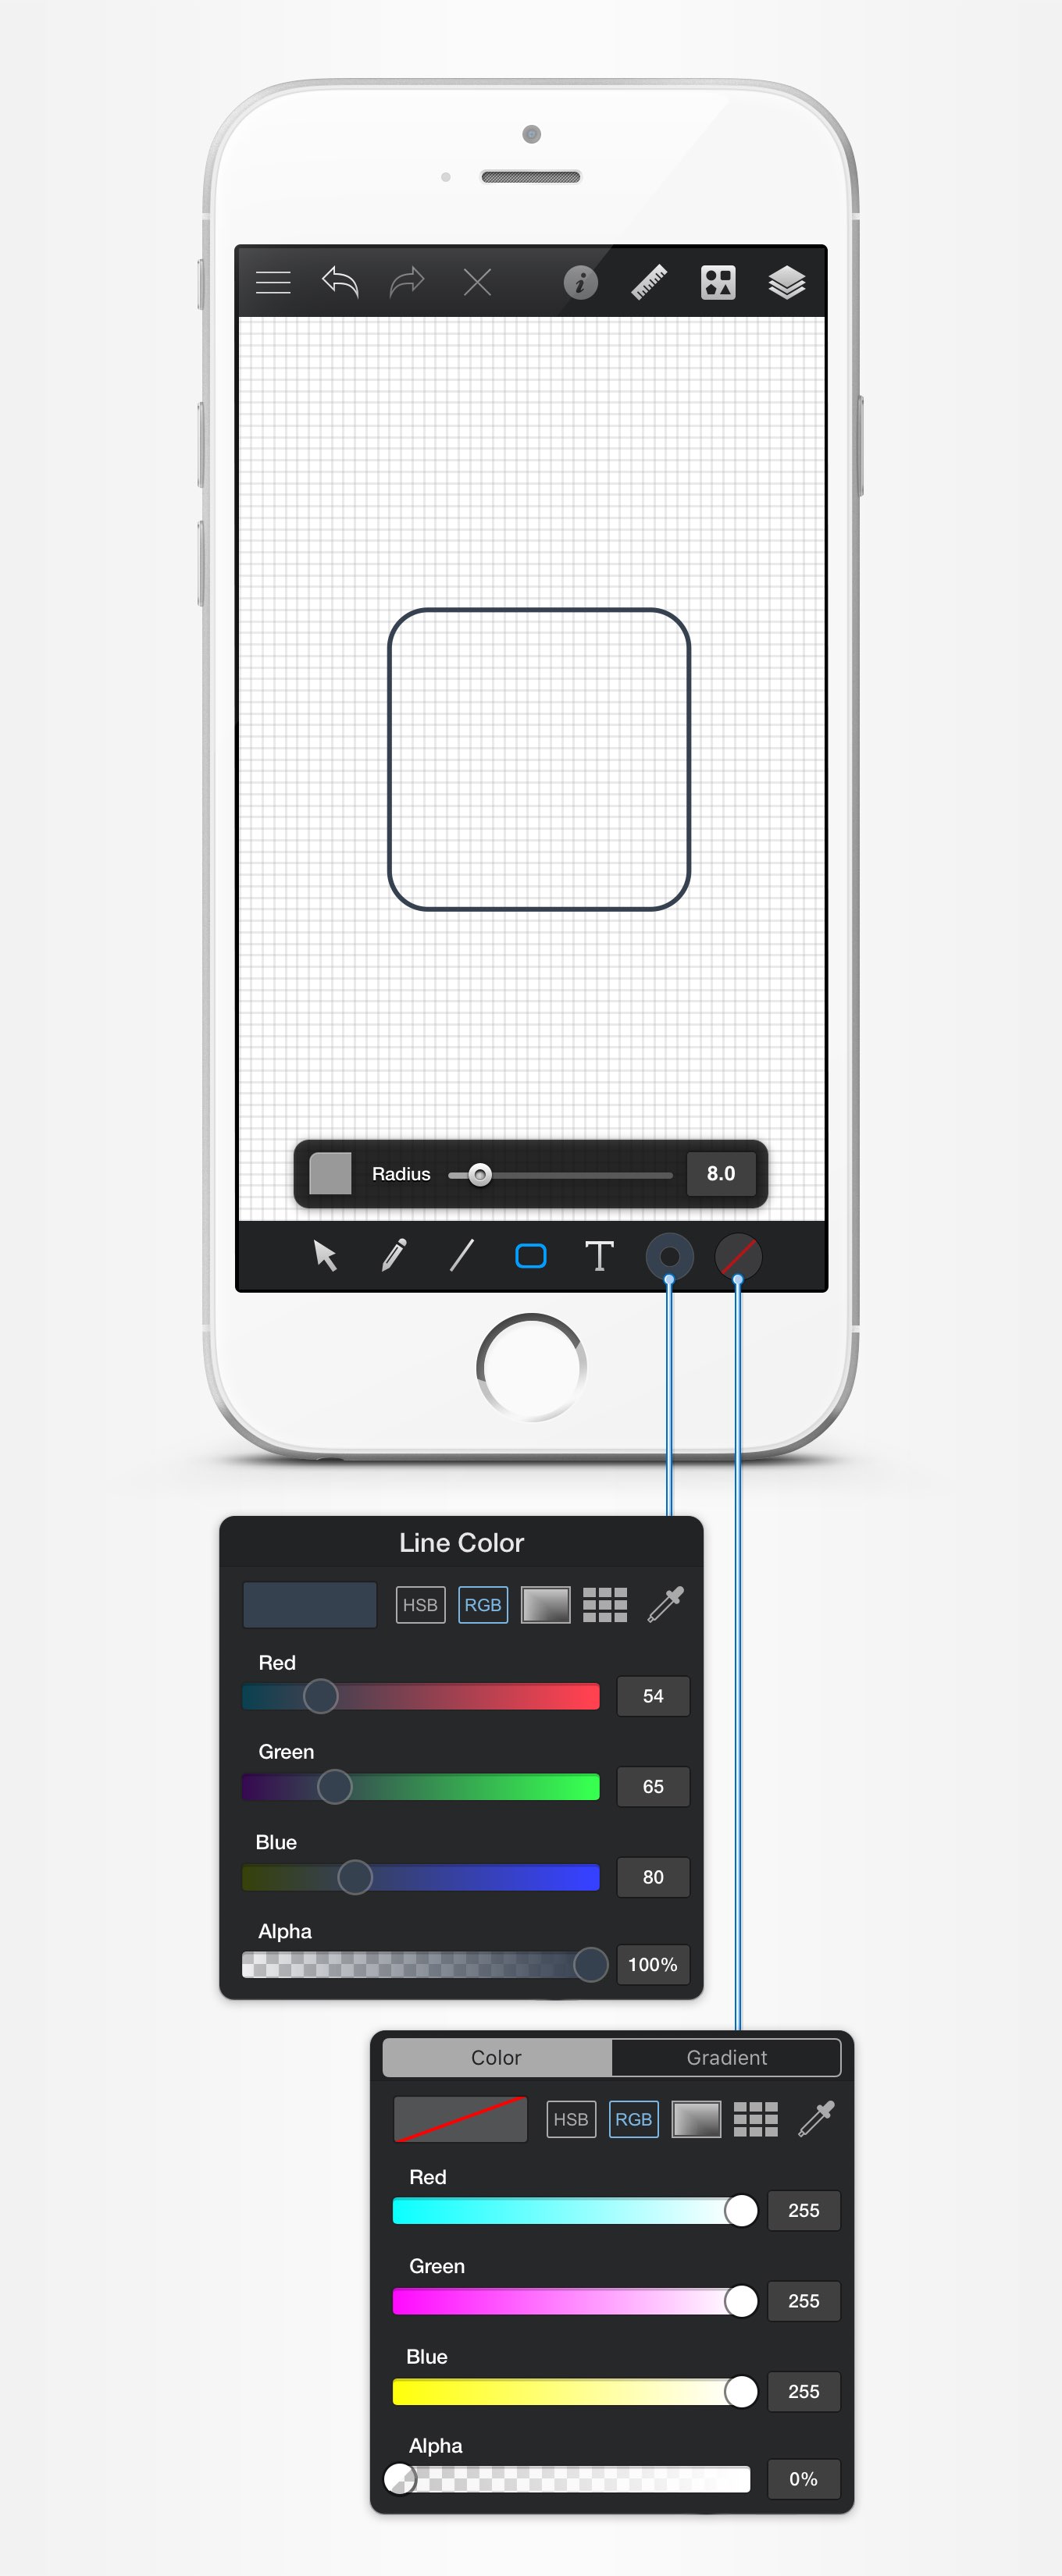 i
Radius 8.0
T
Line Color
HSB RGB
Red
54
Green
65
Blue
80
Alpha
100%
Color Gradient
HSB RGB
Red
255
Green
255
Blue
255
Alpha
0%